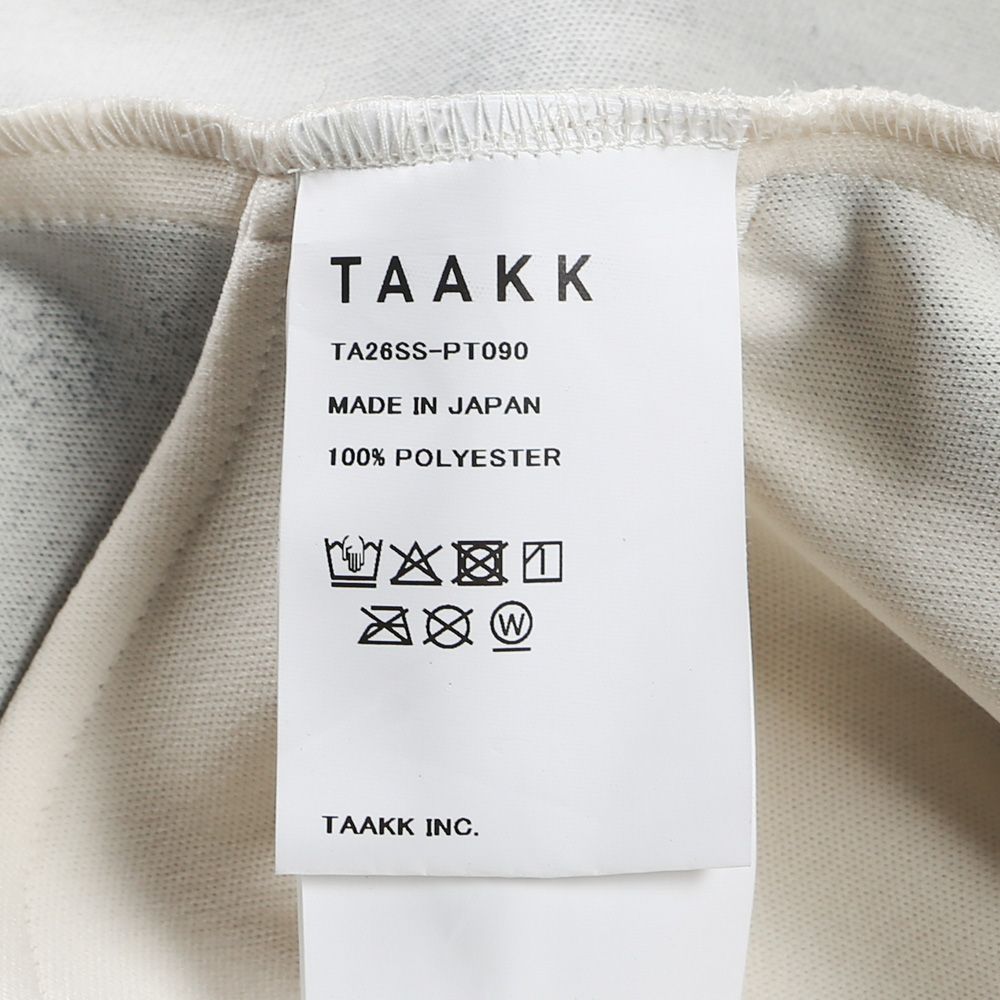 TAAKK
TA26SS-PT090
MADE IN JAPAN
100% POLYESTER
W
TAAKK INC.